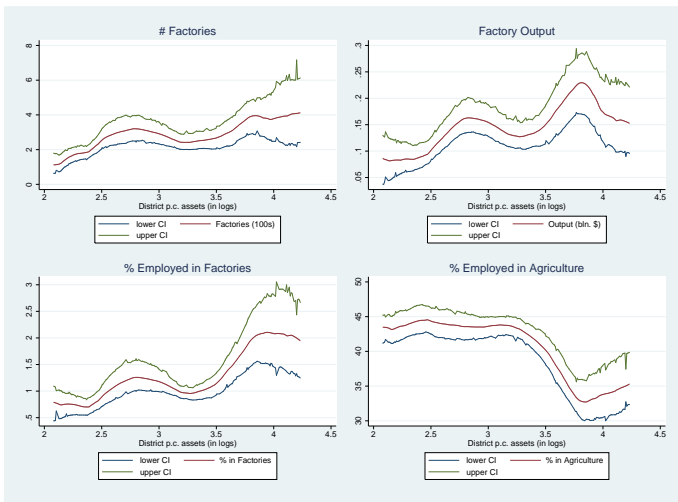 # Factories
8
6
4
2
0
2 2.5 3 3.5 4 4.5
District p.c. assets (in logs)
lower CI Factories (100s)
upper CI
Factory Output
.3
.25
.2
.15
.1
.05
2 2.5 3 3.5 4 4.5
District p.c. assets (in logs)
lower CI Output (bln. $)
upper CI
% Employed in Factories
3
2.5
2
1.5
1
.5
2 2.5 3 3.5 4 4.5
District p.c. assets (in logs)
lower CI % in Factories
upper CI
% Employed in Agriculture
50
45
40
35
30
2 2.5 3 3.5 4 4.5
District p.c. assets (in logs)
lower CI % in Agriculture
upper CI